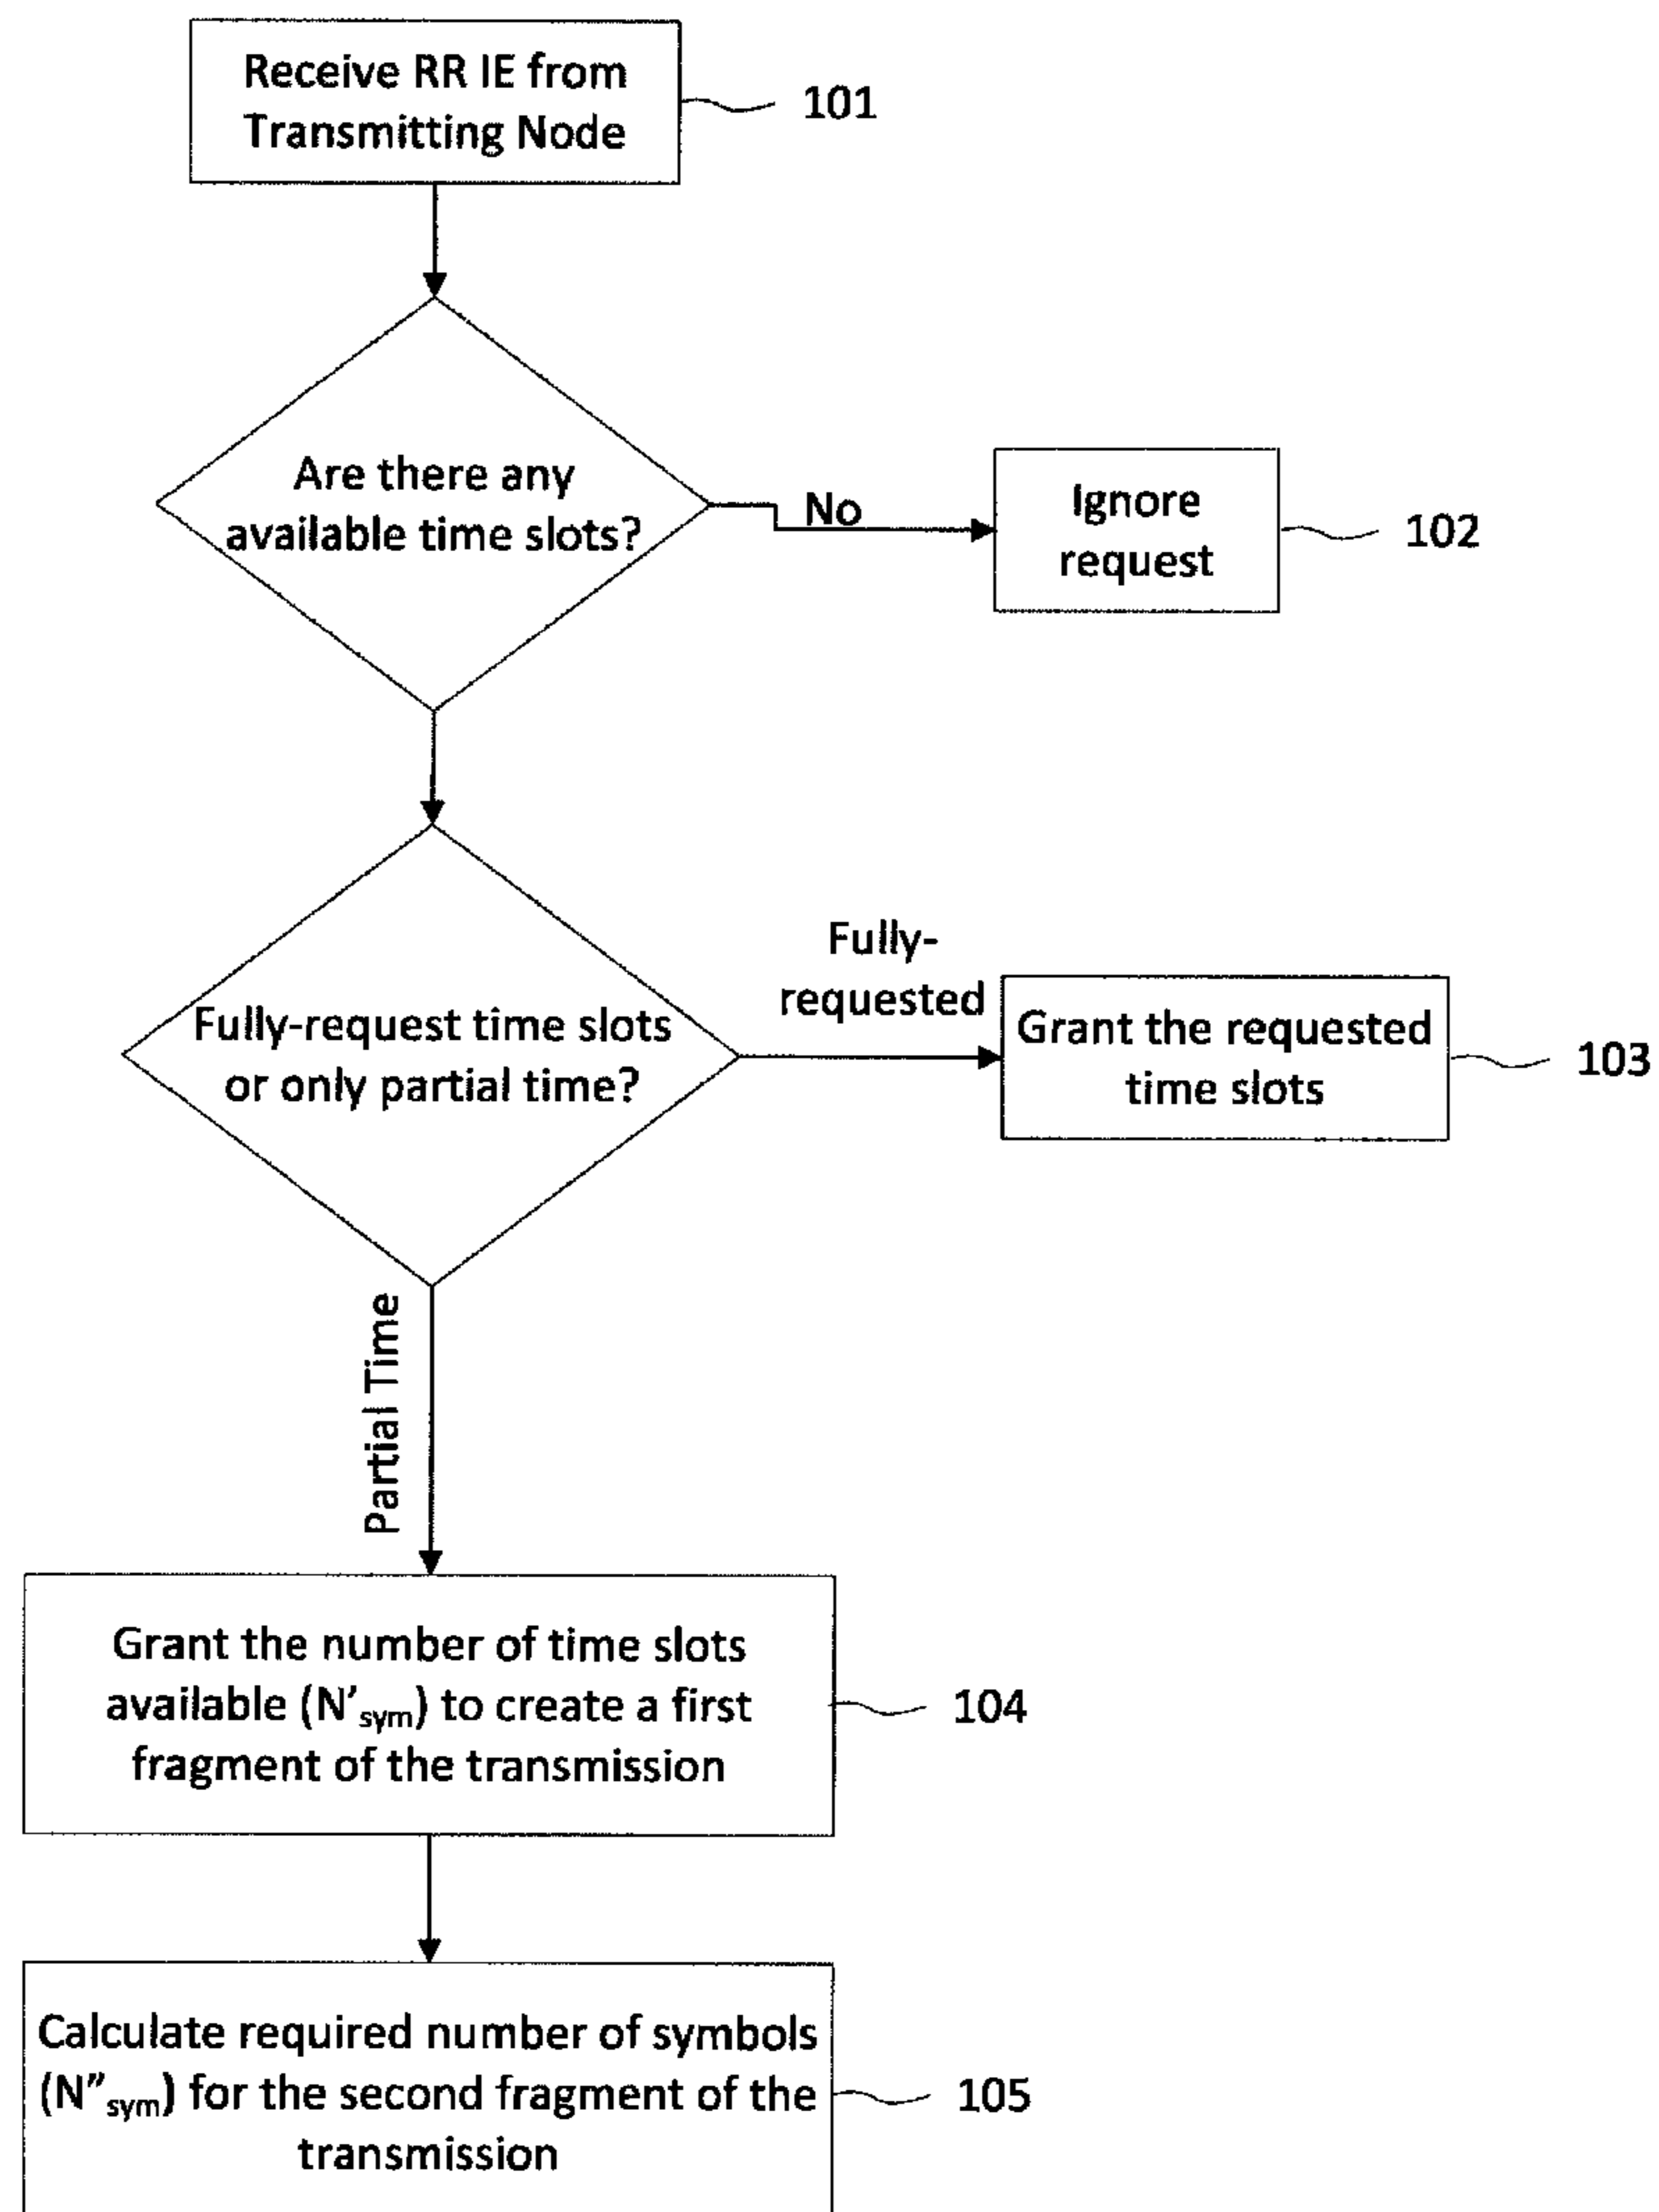 Receive RR IE from
Transmitting Node
101
Are there any
available time slots?
No
Ignore
request
102
Fully-request time slots
or only partial time?
Fully-
requested
Grant the requested
time slots
103
Partial Time
Grant the number of time slots
available (N'sym) to create a first
fragment of the transmission
104
Calculate required number of symbols
(N"sym) for the second fragment of the
transmission
105